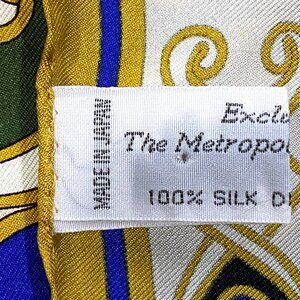 MADE IN JAPAN
Exclu
The Metropo
100% SILK D